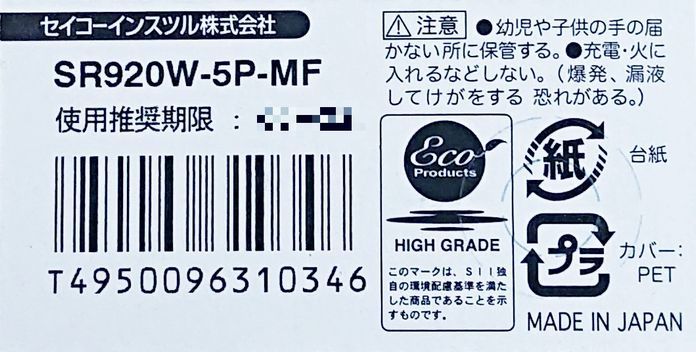 セイコーインスツル株式会社
SR920W-5P-MF
使用推奨期限 :
T4950096310346
⚠注意 ●幼児や子供の手の届
かない所に保管する。●充電・火に
入れるなどしない。(爆発、漏液
してけがをする 恐れがある。)
Eco
Products
HIGH GRADE
このマークは、SII独
自の環境配慮基準を満た
した商品であることを示
すものです。
紙 台紙
プラ カバー:
PET
MADE IN JAPAN